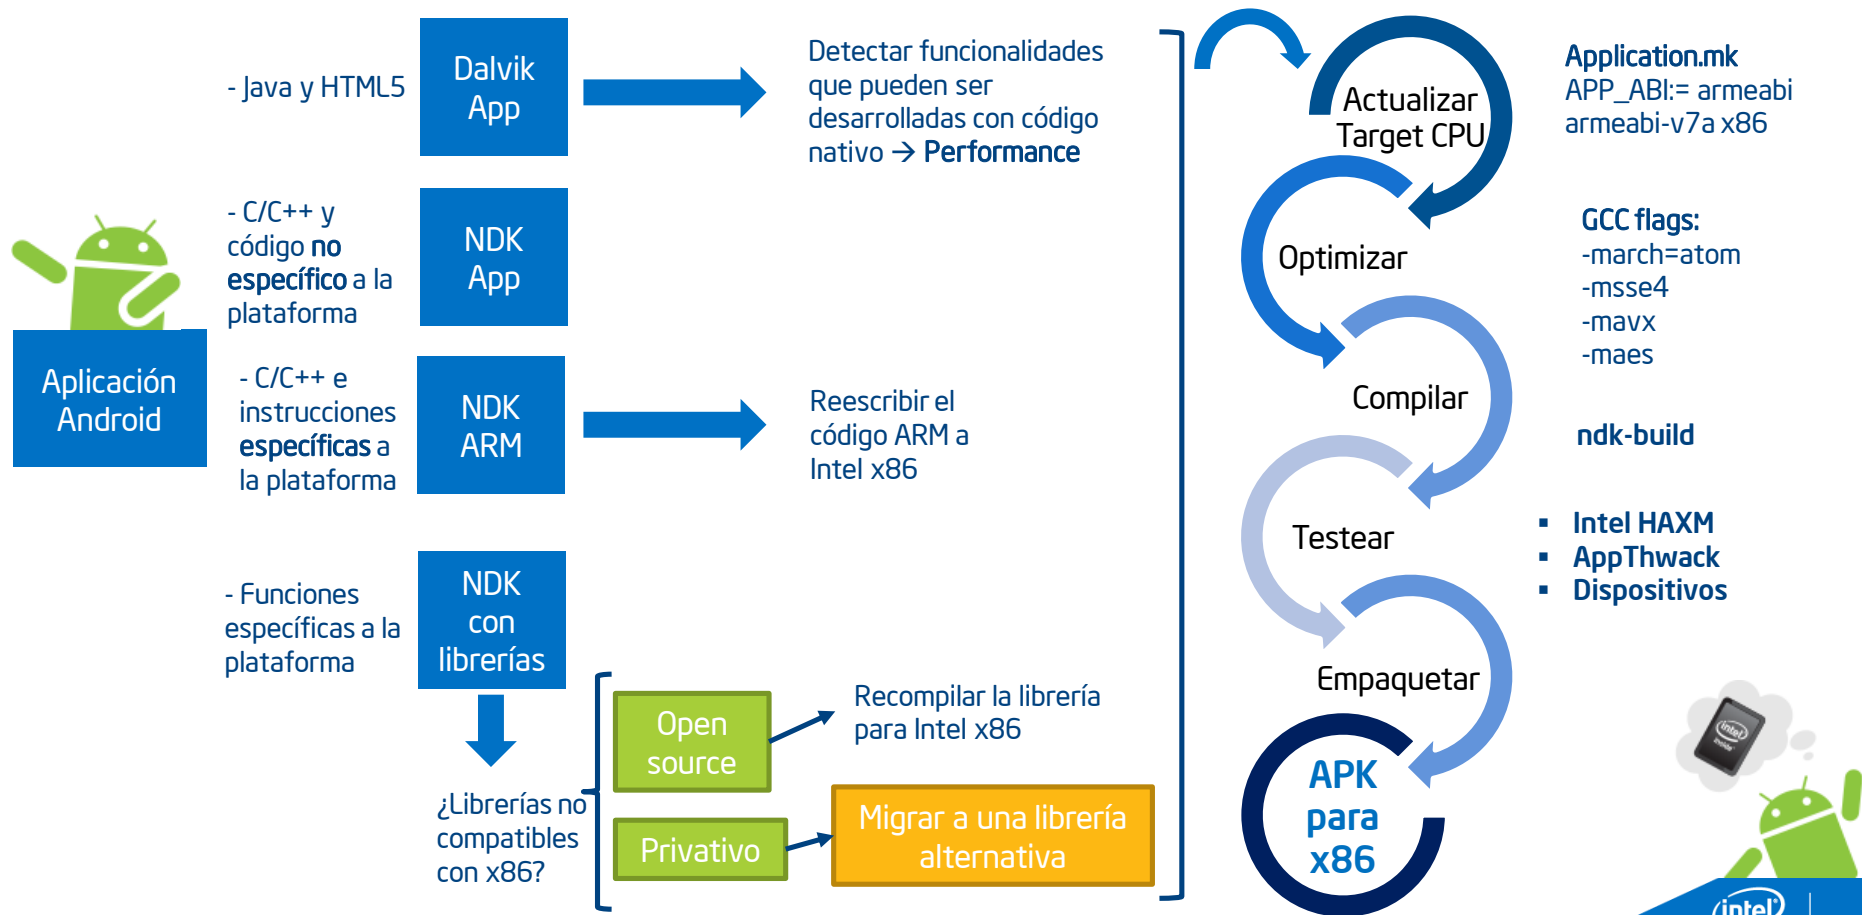 Aplicación
Android
- Java y HTML5
Dalvik
App
Detectar funcionalidades
que pueden ser
desarrolladas con código
nativo → Performance
- C/C++ y
código no
específico a la
plataforma
NDK
App
- C/C++ e
instrucciones
específicas a
la plataforma
NDK
ARM
Reescribir el
código ARM a
Intel x86
- Funciones
específicas a la
plataforma
NDK
con
librerías
¿Librerías no
compatibles
con x86?
Open
source
Recompilar la librería
para Intel x86
Privativo
Migrar a una librería
alternativa
Actualizar
Target CPU
Application.mk
APP_ABI:= armeabi
armeabi-v7a x86
Optimizar
GCC flags:
-march=atom
-msse4
-mavx
-maes
Compilar
ndk-build
Testear
▪ Intel HAXM
▪ AppThwack
▪ Dispositivos
Empaquetar
APK
para
x86
(intel)
inside
(intel)